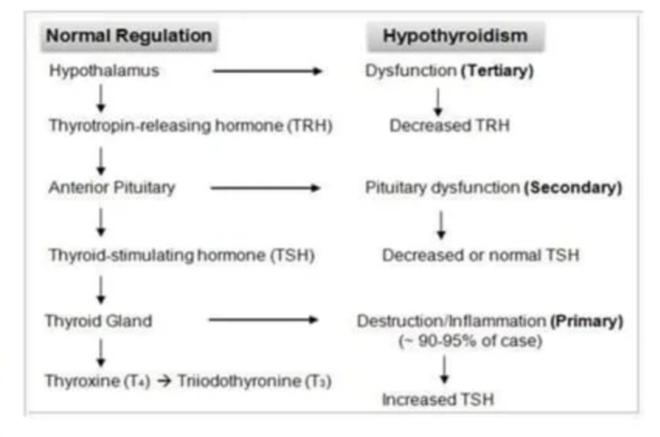 Normal Regulation
Hypothyroidism
Hypothalamus
Dysfunction (Tertiary)
Thyrotropin-releasing hormone (TRH)
Decreased TRH
Anterior Pituitary
Pituitary dysfunction (Secondary)
Thyroid-stimulating hormone (TSH)
Decreased or normal TSH
Thyroid Gland
Destruction/Inflammation (Primary)
(~ 90-95% of case)
Thyroxine (T₄) → Triiodothyronine (T₃)
Increased TSH